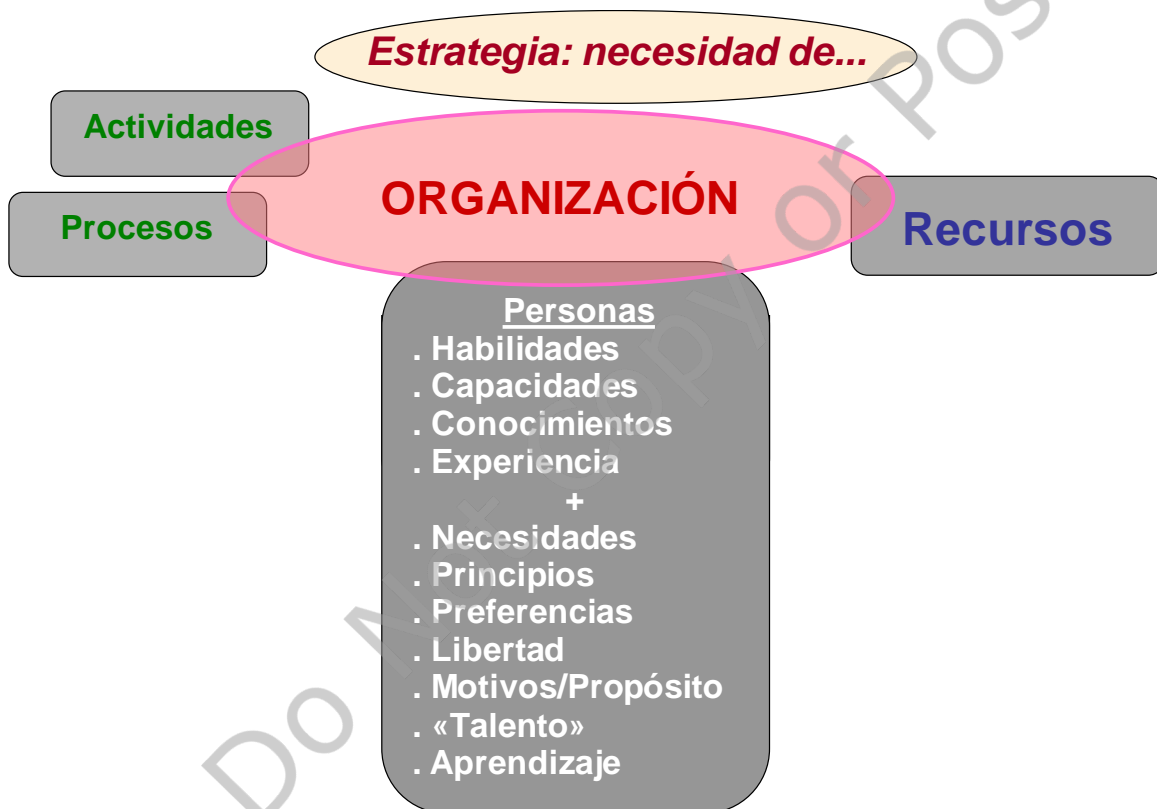 Estrategia: necesidad de...
Actividades
ORGANIZACIÓN
Procesos
Recursos
Personas
. Habilidades
. Capacidades
. Conocimientos
. Experiencia
+
. Necesidades
. Principios
. Preferencias
. Libertad
. Motivos/Propósito
. «Talento»
. Aprendizaje
Do Not Copy or Pos